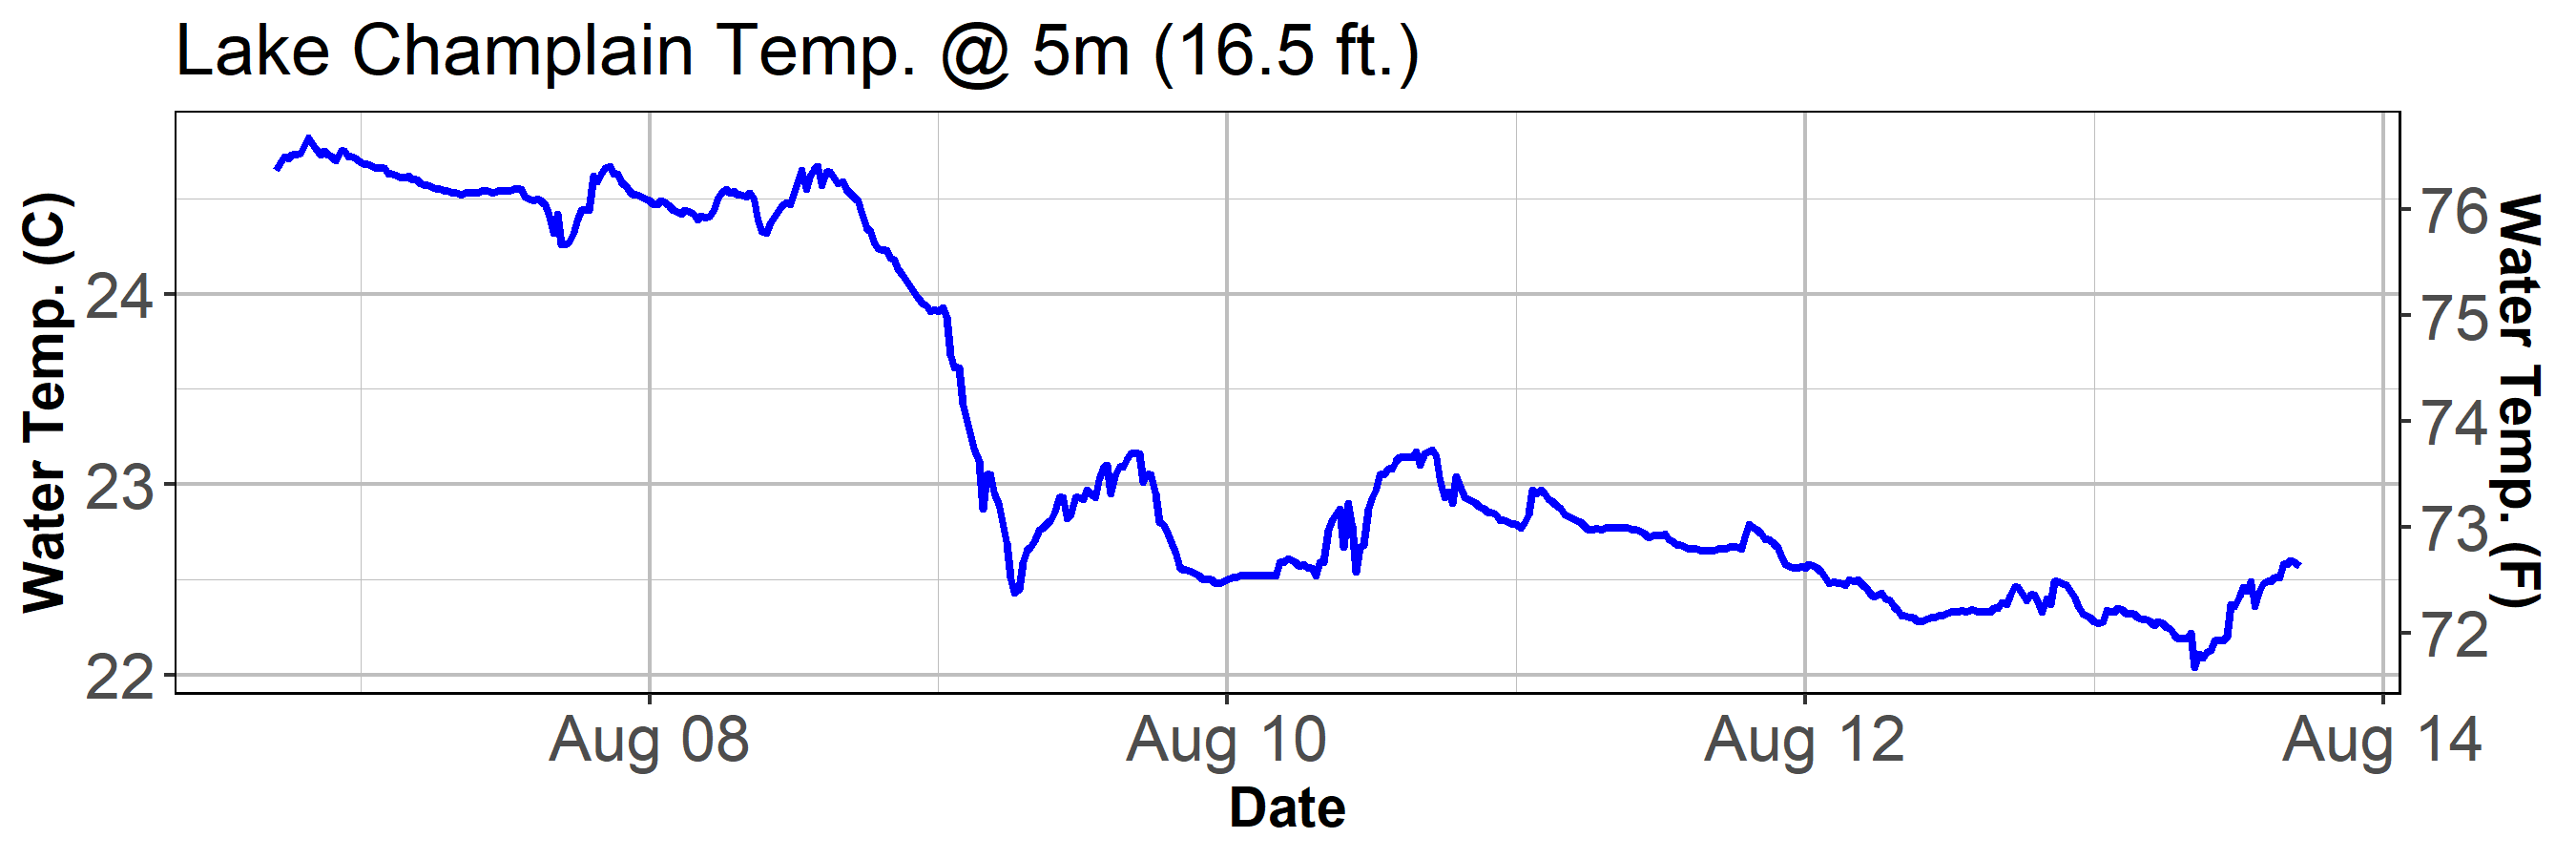 Lake Champlain Temp. @ 5m (16.5 ft.)
Water Temp. (C)
24
23
22
76
75
74
73
72
Water Temp. (F)
Aug 08 Aug 10 Aug 12 Aug 14
Date